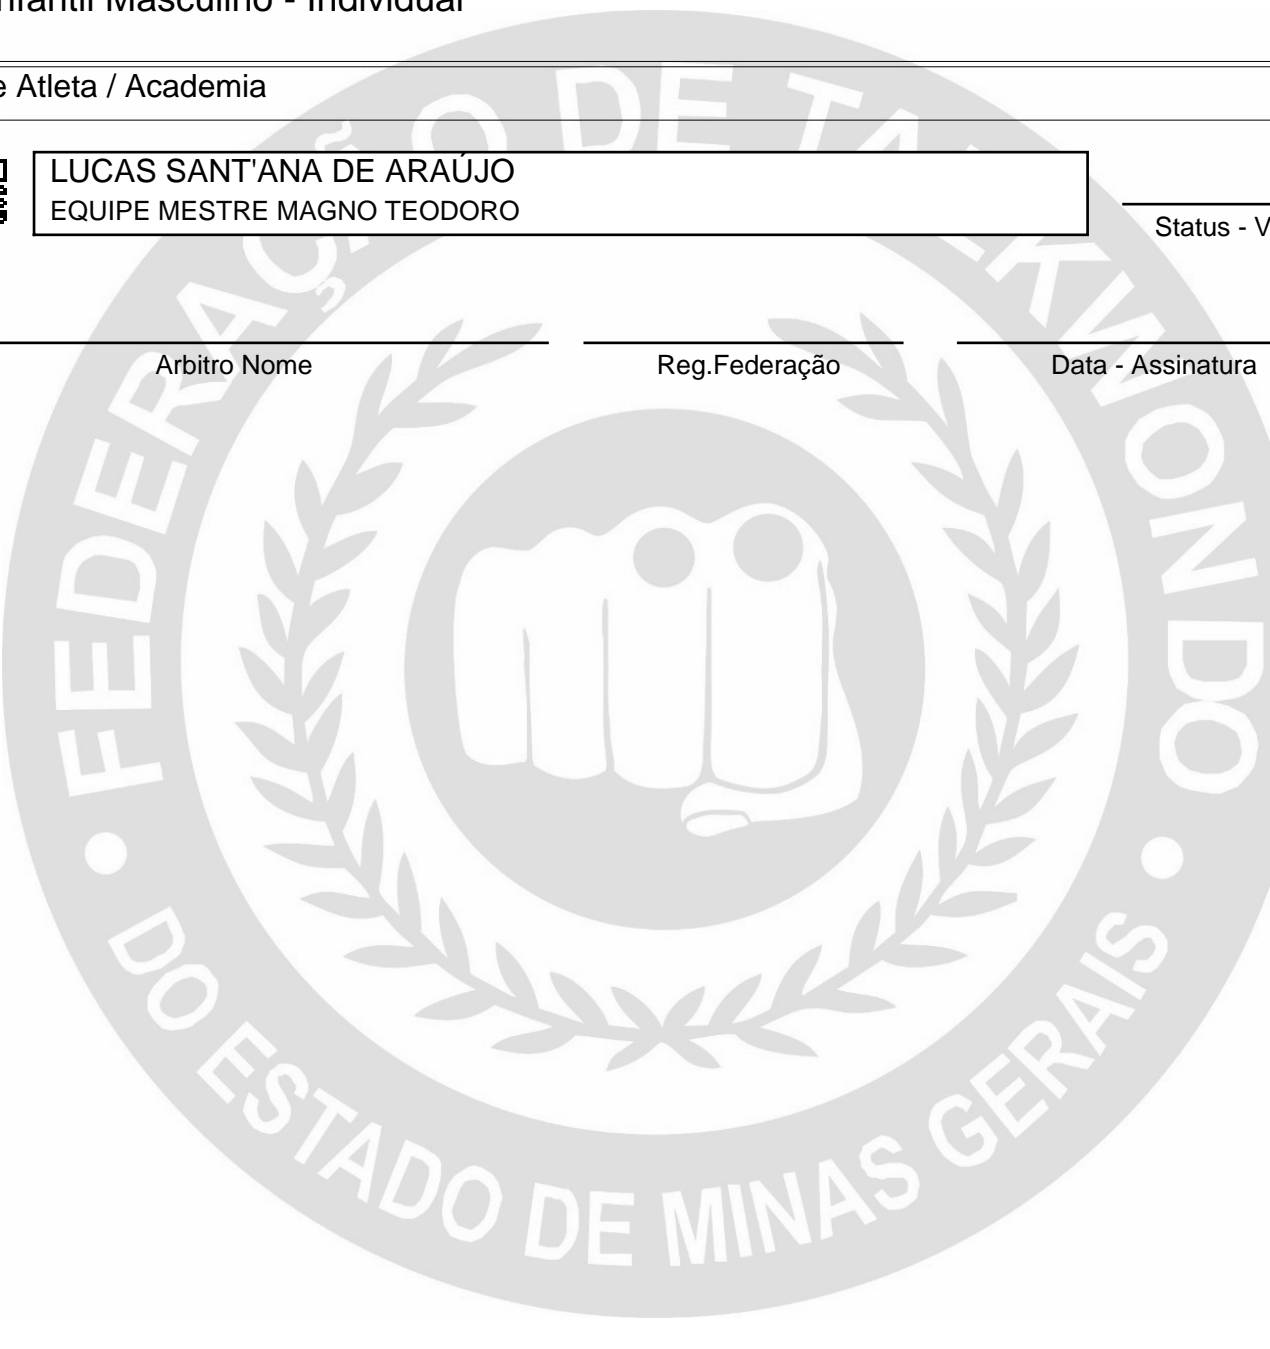 nfantil Masculino - Individual
e Atleta / Academia
LUCAS SANT'ANA DE ARAÚJO
EQUIPE MESTRE MAGNO TEODORO
Status - V
Arbitro Nome
Reg.Federação
Data - Assinatura
FEDERAÇÃO DE TAEKWONDO
DO ESTADO DE MINAS GERAIS